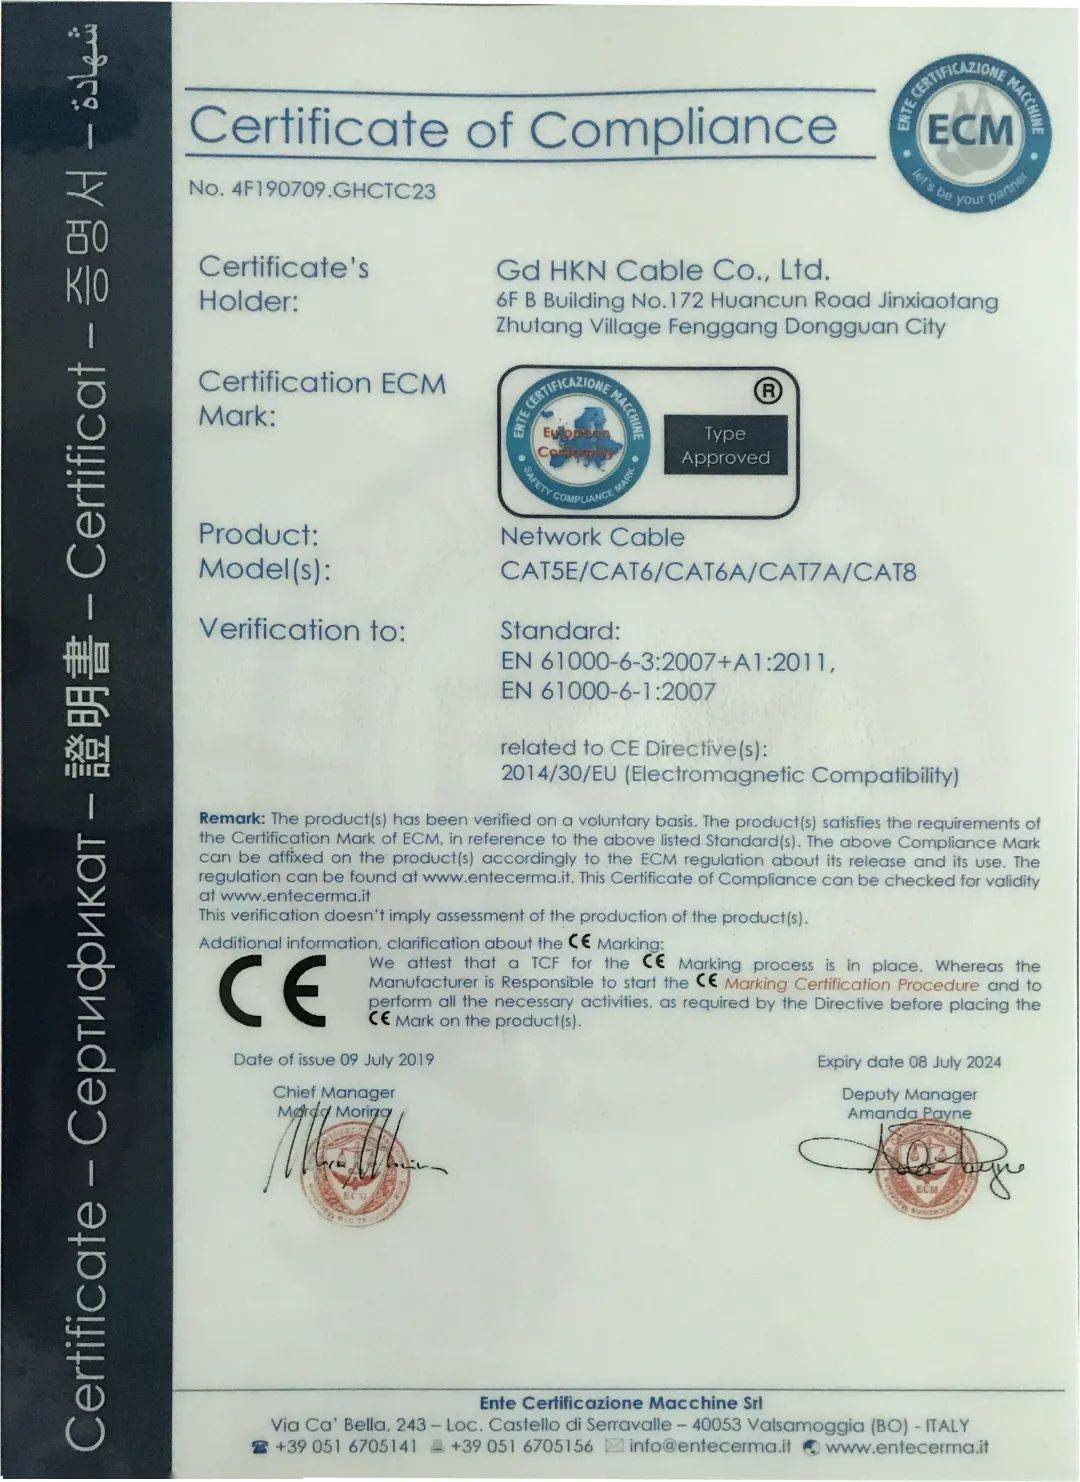 Certificate – Сертификат – 證明書 – Certificat – 증명서 – شهادة
Certificate of Compliance
ENTE CERTIFICAZIONE MACCHINE
ECM
let's be your partner
No. 4F190709.GHCTC23
Certificate's
Holder:
Gd HKN Cable Co., Ltd.
6F B Building No.172 Huancun Road Jinxiaotang
Zhutang Village Fenggang Dongguan City
Certification ECM
Mark:
ENTE CERTIFICAZIONE MACCHINE
European
Conformity
SAFETY COMPLIANCE MARK
®
Type
Approved
Product:
Network Cable
Model(s):
CAT5E/CAT6/CAT6A/CAT7A/CAT8
Verification to:
Standard:
EN 61000-6-3:2007+A1:2011,
EN 61000-6-1:2007
related to CE Directive(s):
2014/30/EU (Electromagnetic Compatibility)
Remark: The product(s) has been verified on a voluntary basis. The product(s) satisfies the requirements of
the Certification Mark of ECM, in reference to the above listed Standard(s). The above Compliance Mark
can be affixed on the product(s) accordingly to the ECM regulation about its release and its use. The
regulation can be found at www.entecerma.it. This Certificate of Compliance can be checked for validity
at www.entecerma.it
This verification doesn't imply assessment of the production of the product(s).
Additional information, clarification about the CE Marking:
CE
We attest that a TCF for the CE Marking process is in place. Whereas the
Manufacturer is Responsible to start the CE Marking Certification Procedure and to
perform all the necessary activities, as required by the Directive before placing the
CE Mark on the product(s).
Date of issue 09 July 2019
Expiry date 08 July 2024
Chief Manager
Marco Morina
Deputy Manager
Amanda Payne
ECM
ECM
Ente Certificazione Macchine Srl
Via Ca' Bella, 243 – Loc. Castello di Serravalle – 40053 Valsamoggia (BO) - ITALY
+39 051 6705141 +39 051 6705156 info@entecerma.it www.entecerma.it